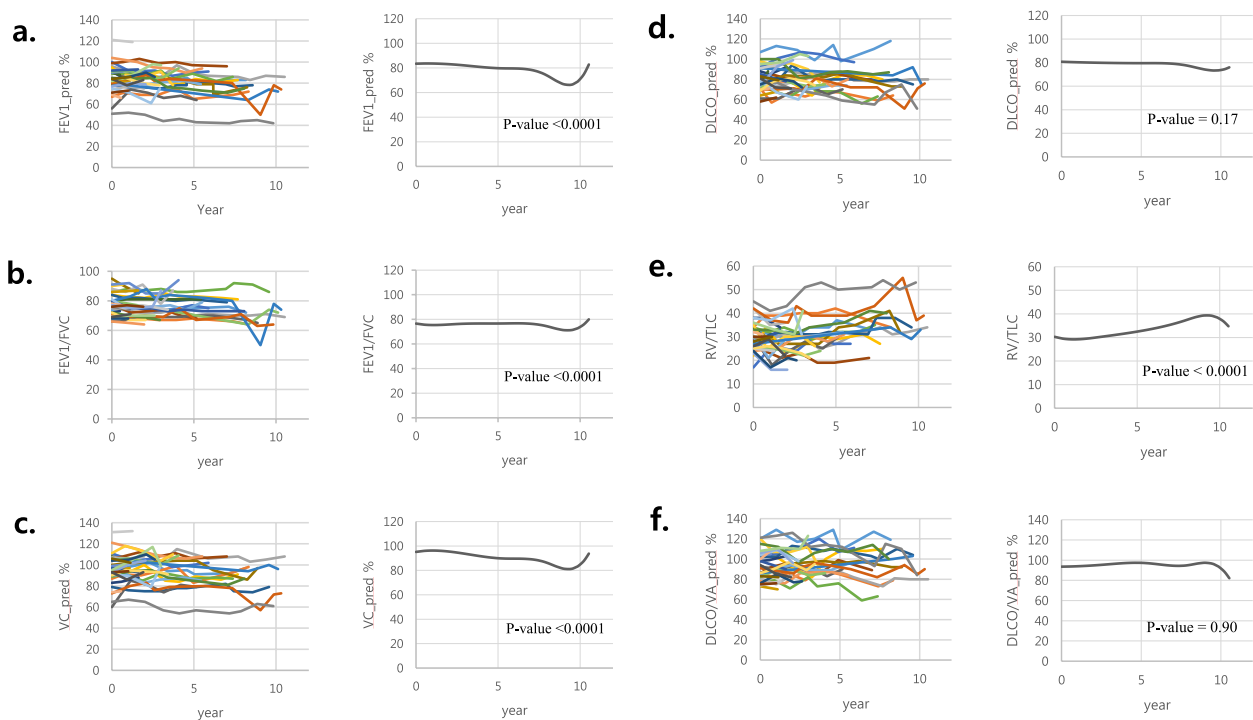 a.
140
120
100
80
60
40
20
0
FEV1_pred %
0 5 10
Year
140
120
100
80
60
40
20
0
FEV1_pred %
P-value <0.0001
0 5 10
year
b.
100
80
60
40
20
0
FEV1/FVC
0 5 10
year
120
100
80
60
40
20
0
FEV1/FVC
P-value <0.0001
0 5 10
year
c.
140
120
100
80
60
40
20
0
VC_pred %
0 5 10
year
120
100
80
60
40
20
0
VC_pred %
P-value <0.0001
0 5 10
year
d.
140
120
100
80
60
40
20
0
DLCO_pred %
0 5 10
year
120
100
80
60
40
20
0
DLCO_pred %
P-value = 0.17
0 5 10
year
e.
60
50
40
30
20
10
0
RV/TLC
0 5 10
year
60
50
40
30
20
10
0
RV/TLC
P-value < 0.0001
0 5 10
year
f.
140
120
100
80
60
40
20
0
DLCO/VA_pred %
0 5 10
year
140
120
100
80
60
40
20
0
DLCO/VA_pred %
P-value = 0.90
0 5 10
year